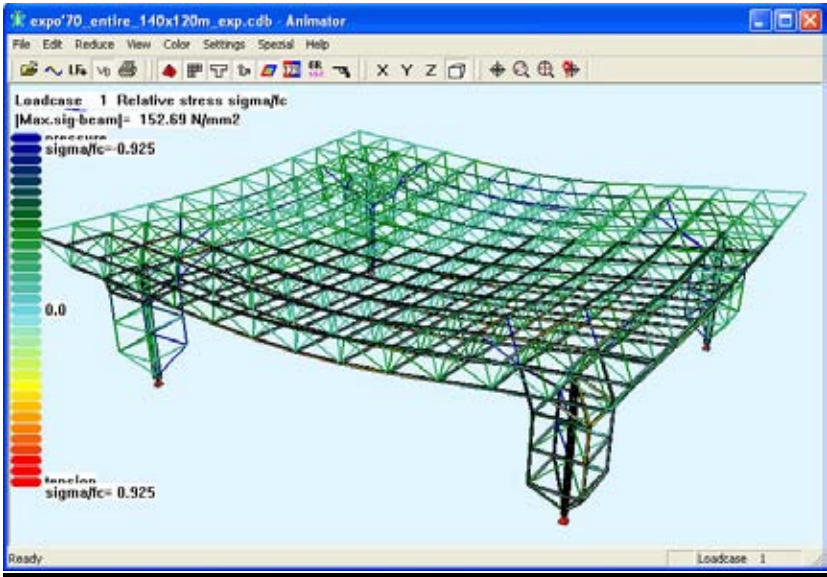 expo'70_entire_140x120m_exp.cdb - Animator
File Edit Reduce View Color Settings Spezial Help
X Y Z
Loadcase 1 Relative stress sigma/fc
|Max.sig-beam|= 152.69 N/mm2
pressure
sigma/fc=-0.925
0.0
tension
sigma/fc= 0.925
Ready
Loadcase 1